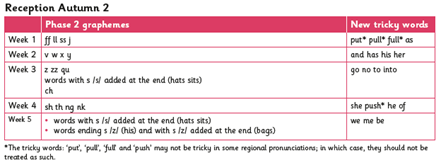 Reception Autumn 2
Phase 2 graphemes New tricky words
Week 1 ff ll ss j put* pull* full* as
Week 2 v w x y and has his her
Week 3 z zz qu go no to into
words with s /s/ added at the end (hats sits)
ch
Week 4 sh th ng nk she push* he of
Week 5 • words with s /s/ added at the end (hats sits) we me be
• words ending s /z/ (his) and with s /z/ added at the end (bags)
*The tricky words: 'put', 'pull', 'full' and 'push' may not be tricky in some regional pronunciations; in which case, they should not be
treated as such.